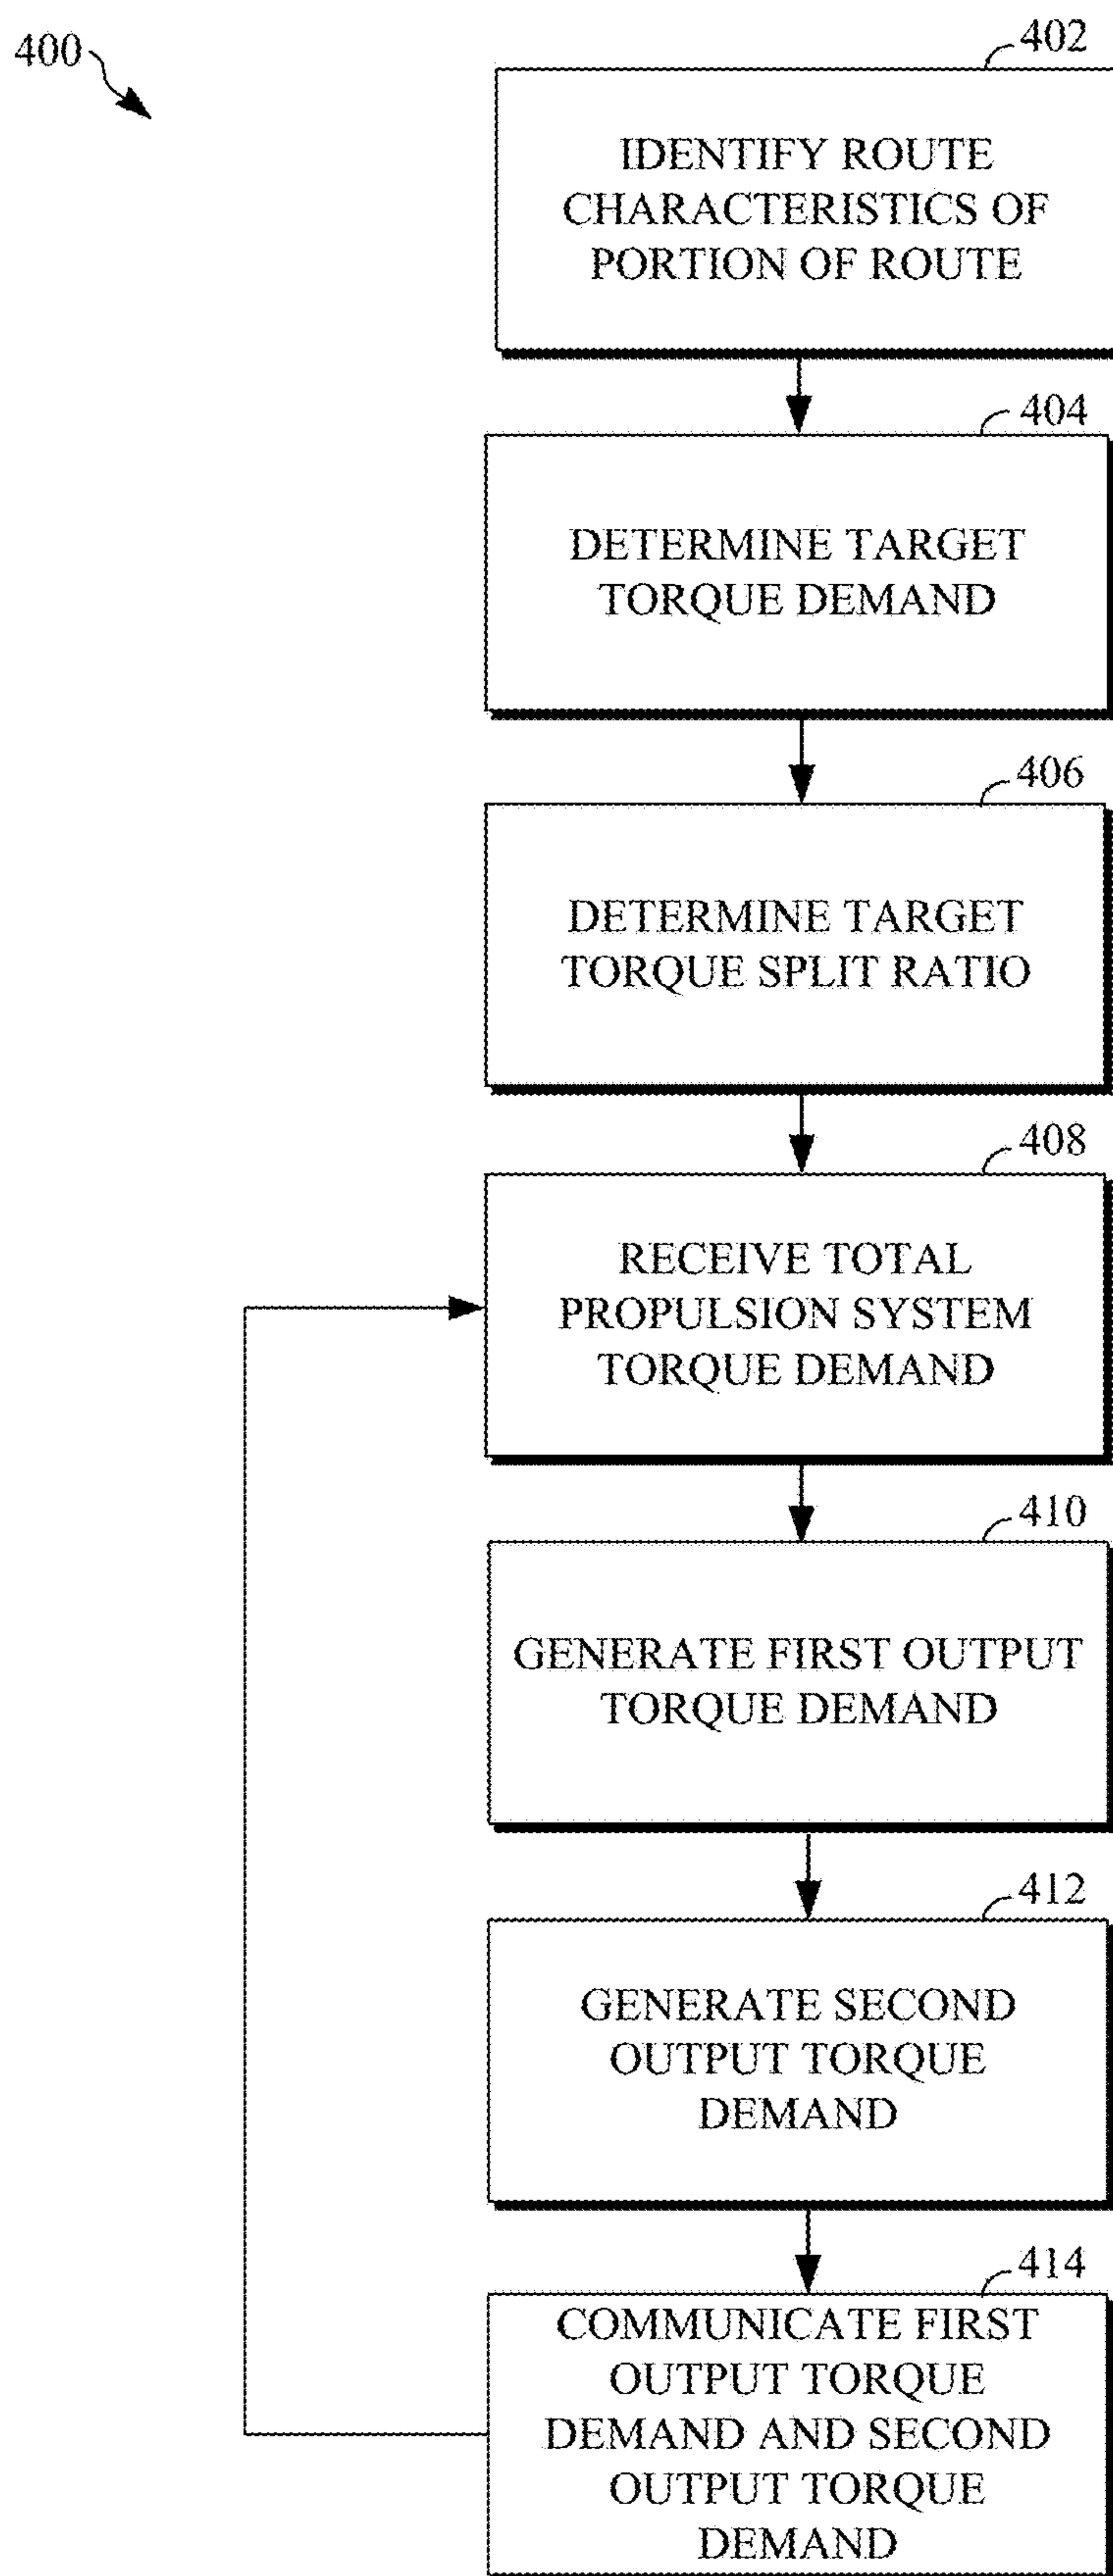 400
402
IDENTIFY ROUTE
CHARACTERISTICS OF
PORTION OF ROUTE
404
DETERMINE TARGET
TORQUE DEMAND
406
DETERMINE TARGET
TORQUE SPLIT RATIO
408
RECEIVE TOTAL
PROPULSION SYSTEM
TORQUE DEMAND
410
GENERATE FIRST OUTPUT
TORQUE DEMAND
412
GENERATE SECOND
OUTPUT TORQUE
DEMAND
414
COMMUNICATE FIRST
OUTPUT TORQUE
DEMAND AND SECOND
OUTPUT TORQUE
DEMAND